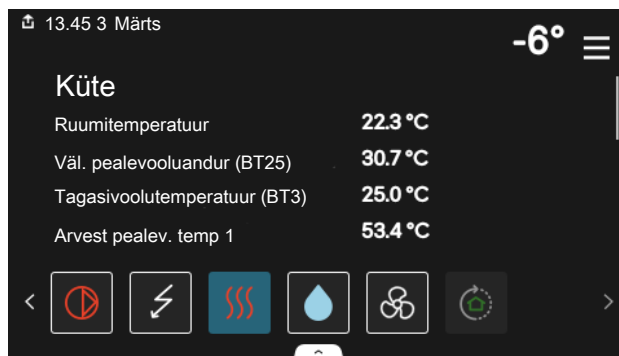 13.45 3 Märts
-6°
Küte
Ruumitemperatuur 22.3 °C
Väl. pealevooluandur (BT25) 30.7 °C
Tagasivoolutemperatuur (BT3) 25.0 °C
Arvest pealev. temp 1 53.4 °C